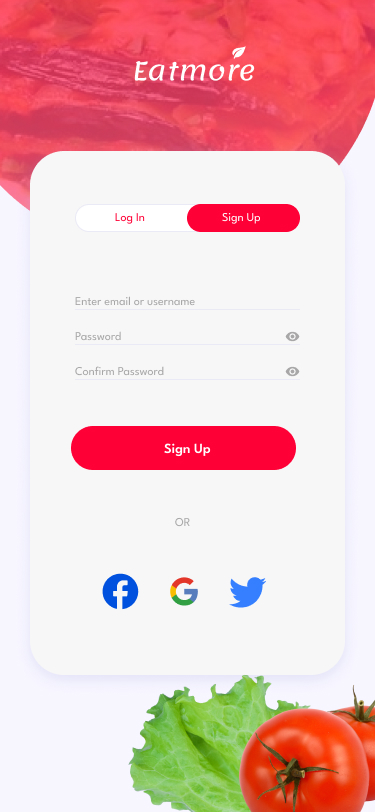 Eatmore
Log In
Sign Up
Enter email or username
Password
Confirm Password
Sign Up
OR